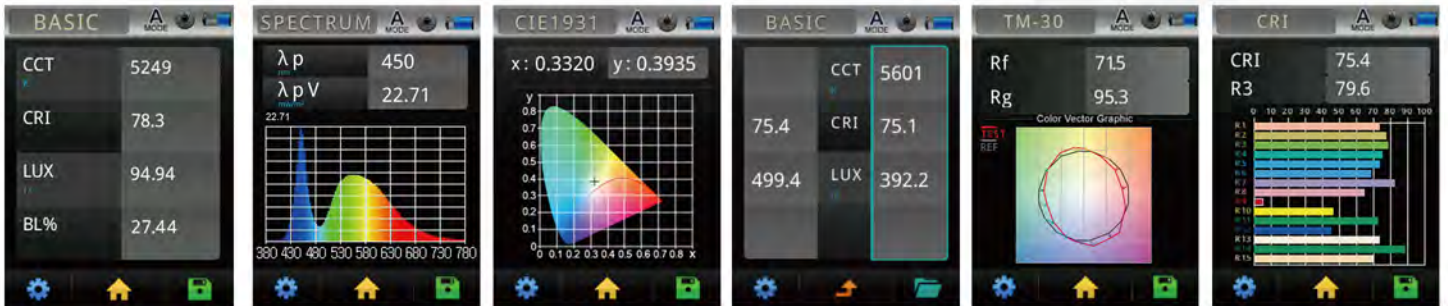 BASIC
A
MODE
CCT
5249
K
CRI
78.3
LUX
94.94
BL%
27.44
SPECTRUM
A
MODE
λp
450
nm
λpV
22.71
22.71
380 430 480 530 580 630 680 730 780
CIE1931
A
MODE
x: 0.3320
y: 0.3935
y
0.8
0.7
0.6
0.5
0.4
0.3
0.2
0.1
0
0 0.1 0.2 0.3 0.4 0.5 0.6 0.7 0.8 x
BASIC
A
MODE
CCT
5601
K
75.4
CRI
75.1
499.4
LUX
392.2
TM-30
A
MODE
Rf
71.5
Rg
95.3
Color Vector Graphic
TEST
REF
CRI
A
MODE
CRI
75.4
R3
79.6
0 10 20 30 40 50 60 70 80 90 100
R1
R2
R3
R4
R5
R6
R7
R8
R9
R10
R11
R12
R13
R14
R15